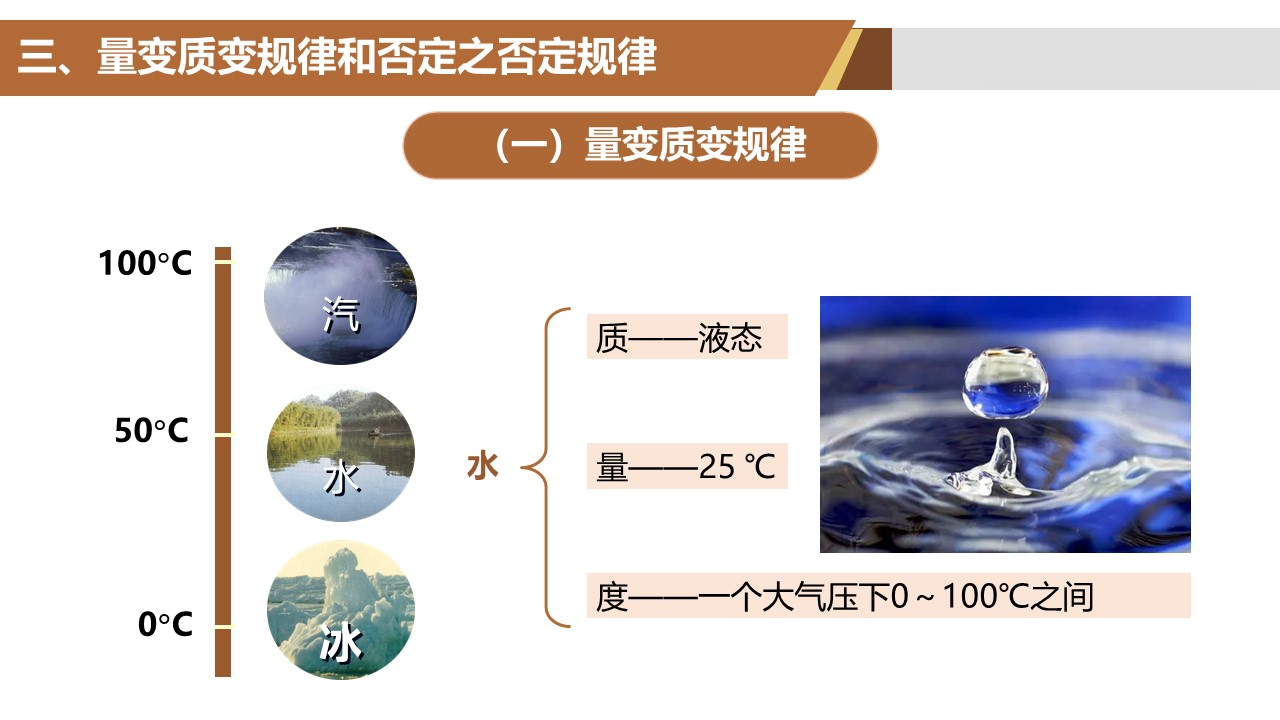 三、量变质变规律和否定之否定规律
（一）量变质变规律
100°C
汽
50°C
水
0°C
冰
水
质——液态
量——25 ℃
度——一个大气压下0～100℃之间